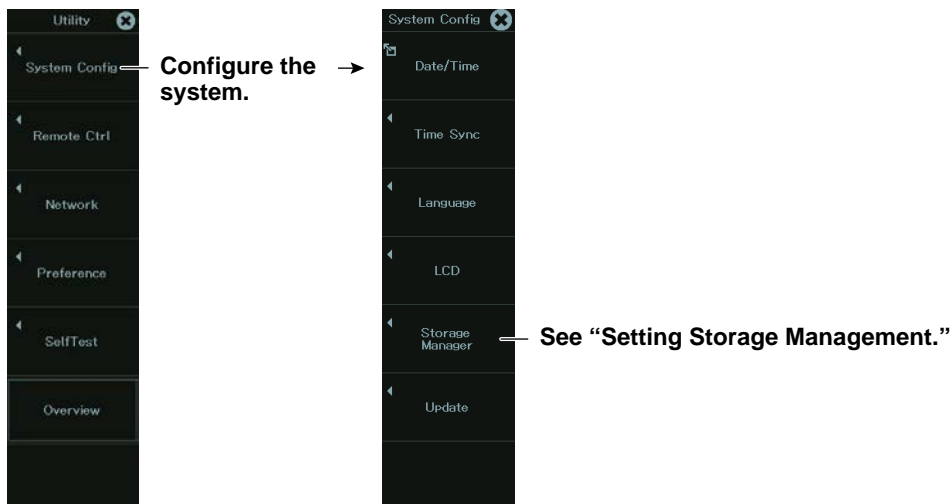 Utility
System Config
Remote Ctrl
Network
Preference
SelfTest
Overview
Configure the
system.
System Config
Date/Time
Time Sync
Language
LCD
Storage
Manager
Update
See “Setting Storage Management.”